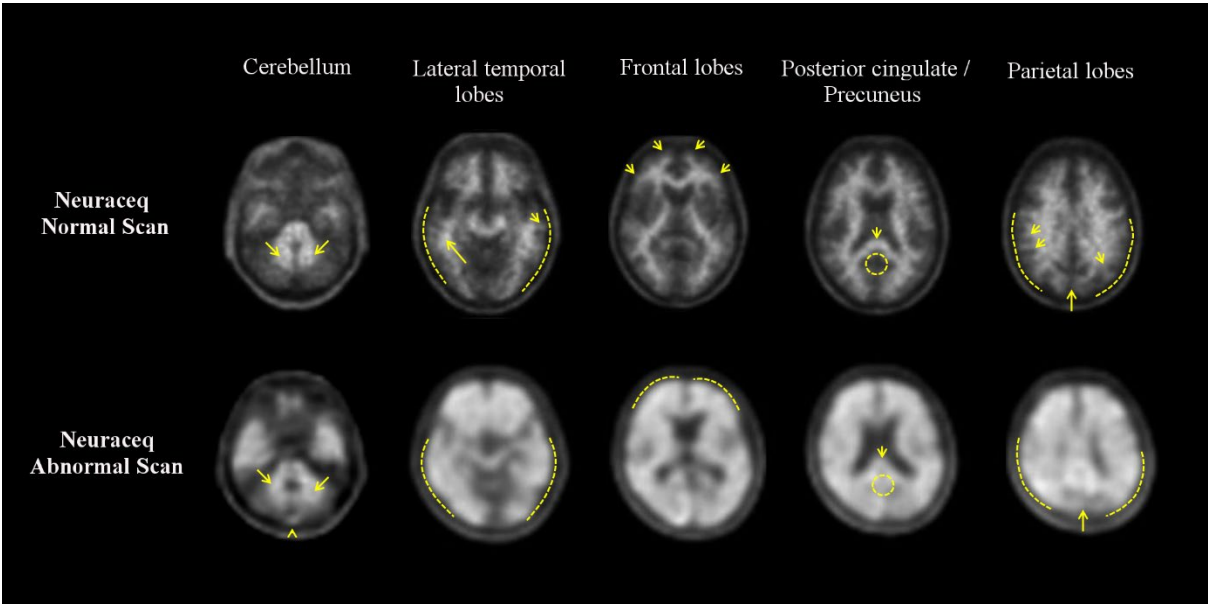 Cerebellum
Lateral temporal
lobes
Frontal lobes
Posterior cingulate /
Precuneus
Parietal lobes
Neuraceq
Normal Scan
Neuraceq
Abnormal Scan